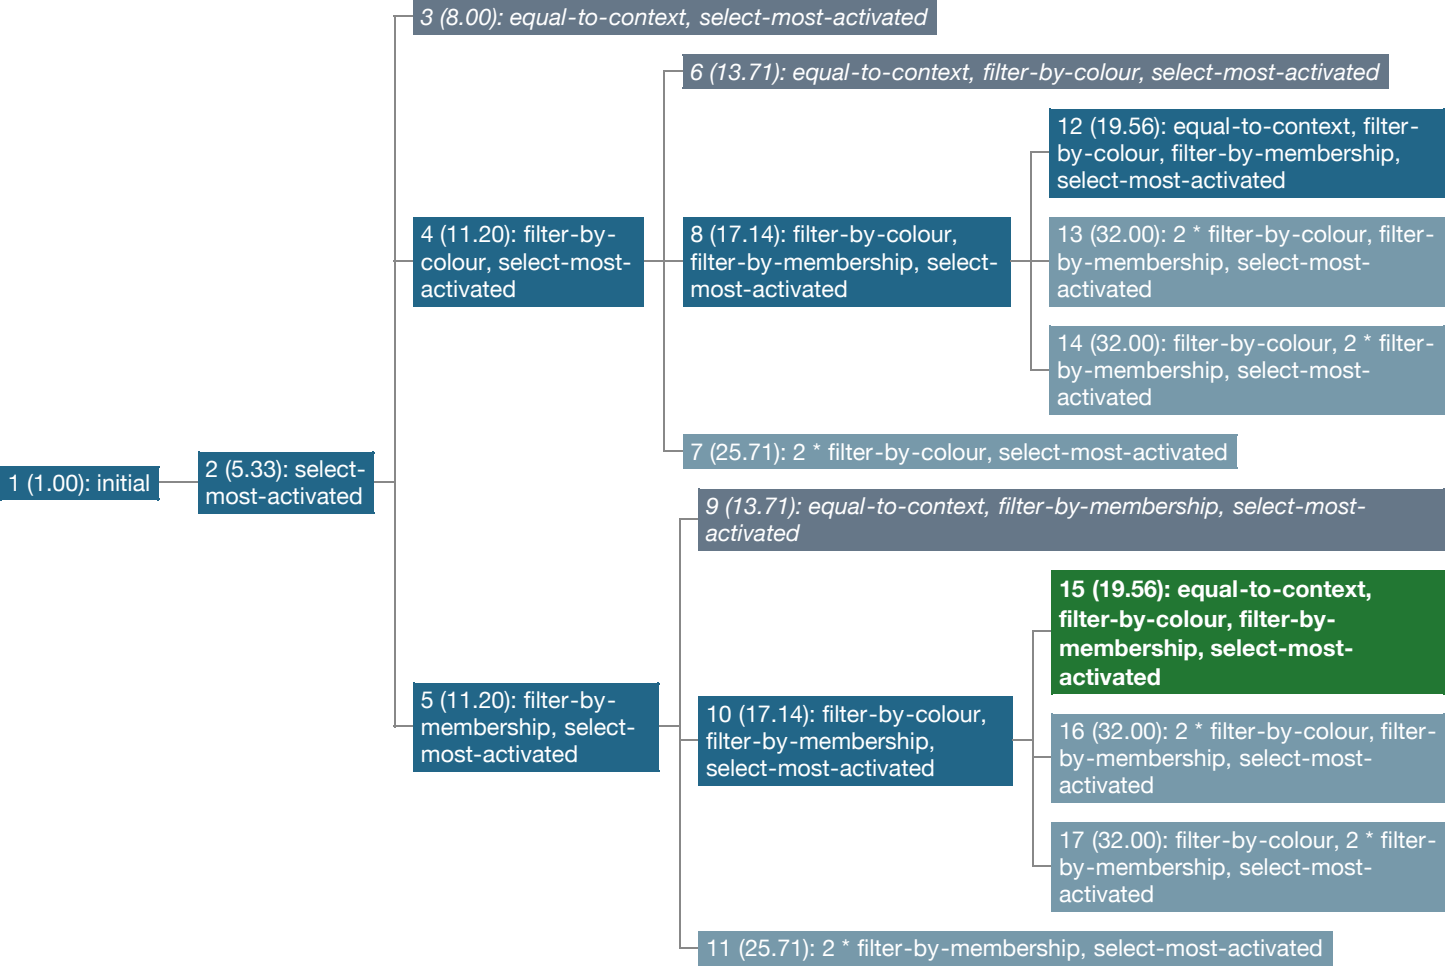 3 (8.00): equal-to-context, select-most-activated
6 (13.71): equal-to-context, filter-by-colour, select-most-activated
12 (19.56): equal-to-context, filter-
by-colour, filter-by-membership,
select-most-activated
4 (11.20): filter-by-
colour, select-most-
activated
8 (17.14): filter-by-colour,
filter-by-membership, select-
most-activated
13 (32.00): 2 * filter-by-colour, filter-
by-membership, select-most-
activated
14 (32.00): filter-by-colour, 2 * filter-
by-membership, select-most-
activated
7 (25.71): 2 * filter-by-colour, select-most-activated
1 (1.00): initial
2 (5.33): select-
most-activated
9 (13.71): equal-to-context, filter-by-membership, select-most-
activated
15 (19.56): equal-to-context,
filter-by-colour, filter-by-
membership, select-most-
activated
5 (11.20): filter-by-
membership, select-
most-activated
10 (17.14): filter-by-colour,
filter-by-membership,
select-most-activated
16 (32.00): 2 * filter-by-colour, filter-
by-membership, select-most-
activated
17 (32.00): filter-by-colour, 2 * filter-
by-membership, select-most-
activated
11 (25.71): 2 * filter-by-membership, select-most-activated